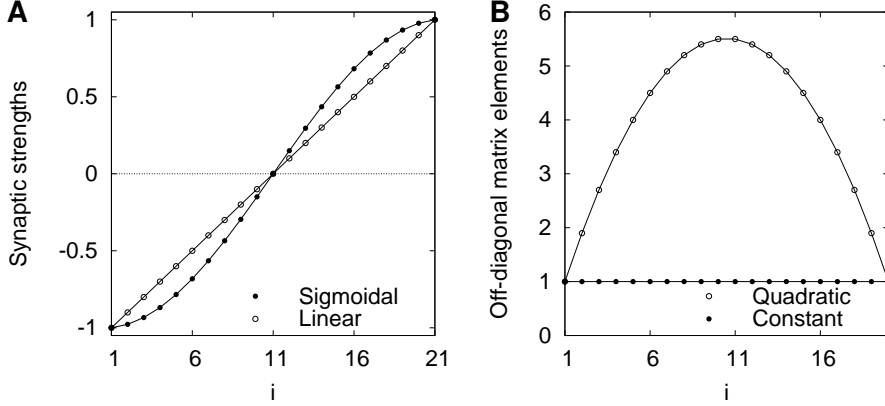 A
Synaptic strengths
1
0.5
0
-0.5
-1
Sigmoidal
Linear
1
6
11
16
21
i
B
Off-diagonal matrix elements
6
5
4
3
2
1
0
Quadratic
Constant
1
6
11
16
i